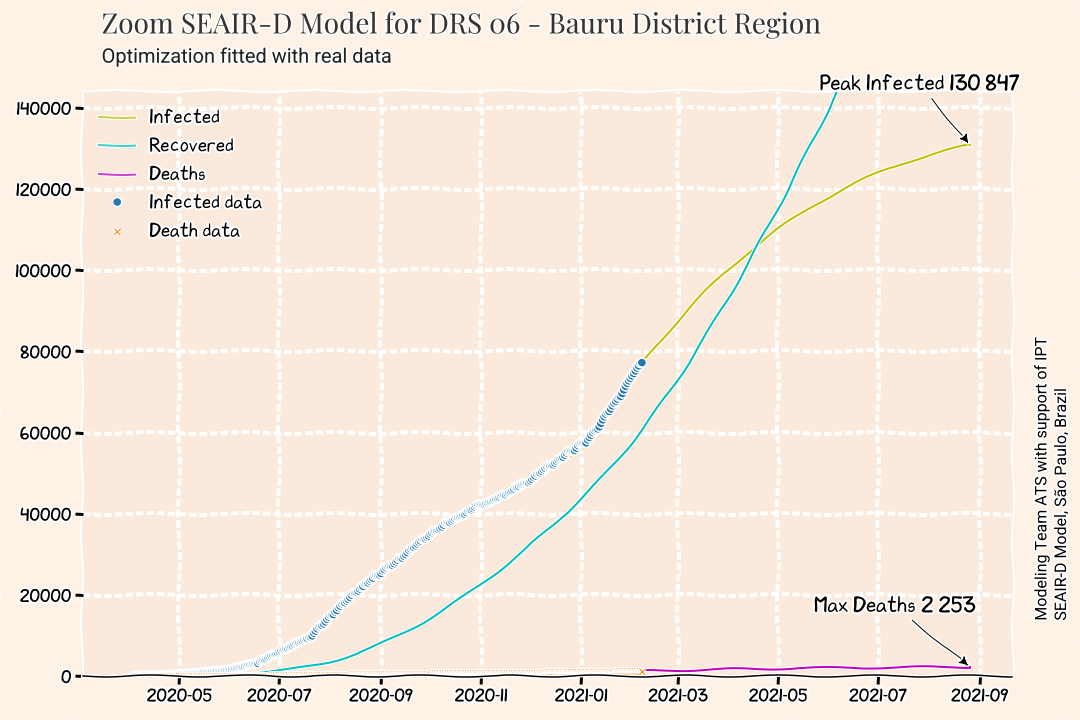 Zoom SEAIR-D Model for DRS 06 - Bauru District Region
Optimization fitted with real data
Peak Infected 130 847
140000
120000
100000
80000
60000
40000
20000
0
Infected
Recovered
Deaths
Infected data
Death data
Max Deaths 2 253
2020-05
2020-07
2020-09
2020-11
2021-01
2021-03
2021-05
2021-07
2021-09
Modeling Team ATS with support of IPT
SEAIR-D Model, São Paulo, Brazil